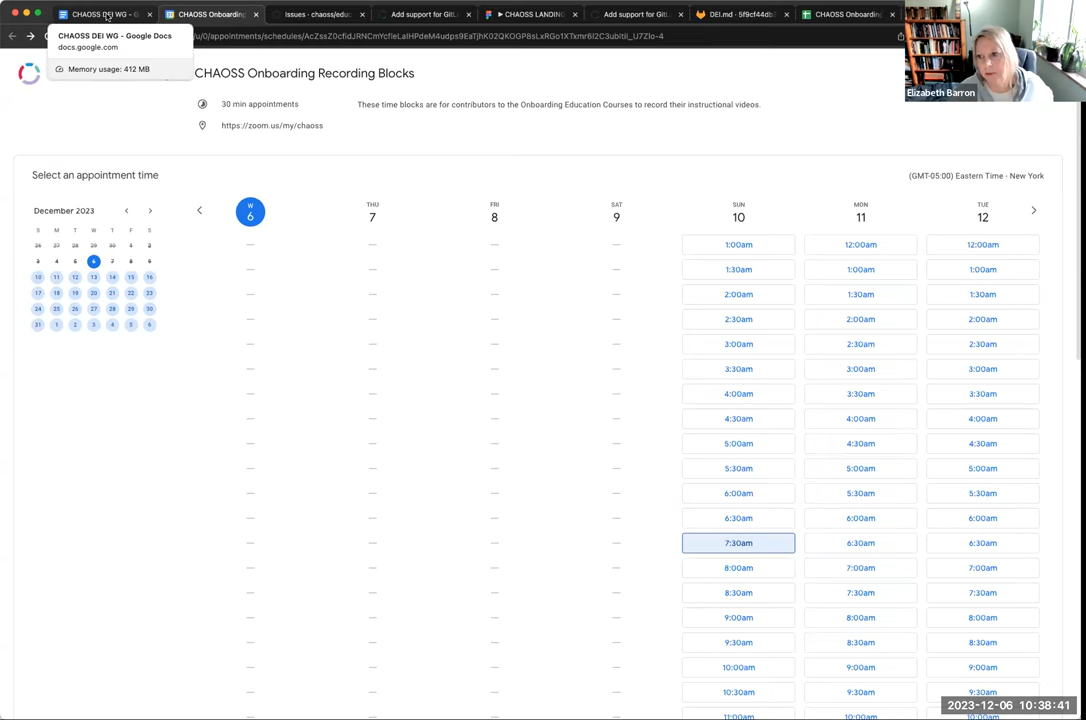 CHAOSS DEI WG - G
CHAOSS Onboarding
Issues · chaoss/educ
Add support for GitLa
CHAOSS LANDING
Add support for GitL
DEI.md · 5f9cf44db
CHAOSS Onboarding
CHAOSS DEI WG - Google Docs
docs.google.com
Memory usage: 412 MB
CHAOSS Onboarding Recording Blocks
30 min appointments
These time blocks are for contributors to the Onboarding Education Courses to record their instructional videos.
https://zoom.us/my/chaoss
Elizabeth Barron
Select an appointment time
(GMT-05:00) Eastern Time - New York
December 2023
S M T W T F S
26 27 28 29 30 1 2
3 4 5 6 7 8 9
10 11 12 13 14 15 16
17 18 19 20 21 22 23
24 25 26 27 28 29 30
31 1 2 3 4 5 6
W THU FRI SAT SUN MON TUE
6 7 8 9 10 11 12
1:00am 12:00am 12:00am
1:30am 1:00am 1:00am
2:00am 1:30am 1:30am
2:30am 2:00am 2:00am
3:00am 2:30am 2:30am
3:30am 3:00am 3:00am
4:00am 3:30am 3:30am
4:30am 4:00am 4:00am
5:00am 4:30am 4:30am
5:30am 5:00am 5:00am
6:00am 5:30am 5:30am
6:30am 6:00am 6:00am
7:30am 6:30am 6:30am
8:00am 7:00am 7:00am
8:30am 7:30am 7:30am
9:00am 8:00am 8:00am
9:30am 8:30am 8:30am
10:00am 9:00am 9:00am
10:30am 9:30am 9:30am
11:00am 10:00am
2023-12-06 10:38:41